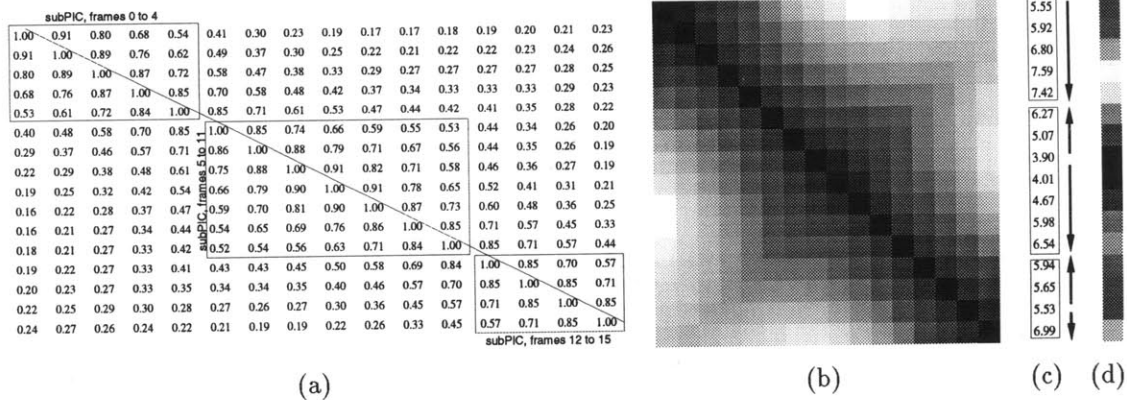 subPIC, frames 0 to 4
1.00 0.91 0.80 0.68 0.54 0.41 0.30 0.23 0.19 0.17 0.17 0.18 0.19 0.20 0.21 0.23
0.91 1.00 0.89 0.76 0.62 0.49 0.37 0.30 0.25 0.22 0.21 0.22 0.22 0.23 0.24 0.26
0.80 0.89 1.00 0.87 0.72 0.58 0.47 0.38 0.33 0.29 0.27 0.27 0.27 0.27 0.28 0.25
0.68 0.76 0.87 1.00 0.85 0.70 0.58 0.48 0.42 0.37 0.34 0.33 0.33 0.33 0.29 0.23
0.53 0.61 0.72 0.84 1.00 0.85 0.71 0.61 0.53 0.47 0.44 0.42 0.41 0.35 0.28 0.22
0.40 0.48 0.58 0.70 0.85 1.00 0.85 0.74 0.66 0.59 0.55 0.53 0.44 0.34 0.26 0.20
0.29 0.37 0.46 0.57 0.71 0.86 1.00 0.88 0.79 0.71 0.67 0.56 0.44 0.35 0.26 0.19
0.22 0.29 0.38 0.48 0.61 0.75 0.88 1.00 0.91 0.82 0.71 0.58 0.46 0.36 0.27 0.19
0.19 0.25 0.32 0.42 0.54 0.66 0.79 0.90 1.00 0.91 0.78 0.65 0.52 0.41 0.31 0.21
0.16 0.22 0.28 0.37 0.47 0.59 0.70 0.81 0.90 1.00 0.87 0.73 0.60 0.48 0.36 0.25
0.16 0.21 0.27 0.34 0.44 0.54 0.65 0.69 0.76 0.86 1.00 0.85 0.71 0.57 0.45 0.33
0.18 0.21 0.27 0.33 0.42 0.52 0.54 0.56 0.63 0.71 0.84 1.00 0.85 0.71 0.57 0.44
0.19 0.22 0.27 0.33 0.41 0.43 0.43 0.45 0.50 0.58 0.69 0.84 1.00 0.85 0.70 0.57
0.20 0.23 0.27 0.33 0.35 0.34 0.34 0.35 0.40 0.46 0.57 0.70 0.85 1.00 0.85 0.71
0.22 0.25 0.29 0.30 0.28 0.27 0.26 0.27 0.30 0.36 0.45 0.57 0.71 0.85 1.00 0.85
0.24 0.27 0.26 0.24 0.22 0.21 0.19 0.19 0.22 0.26 0.33 0.45 0.57 0.71 0.85 1.00
subPIC, frames 5 to 11
subPIC, frames 12 to 15
(a)
(b)
5.55
5.92
6.80
7.59
7.42
6.27
5.07
3.90
4.01
4.67
5.98
6.54
5.94
5.65
5.53
6.99
(c)
(d)